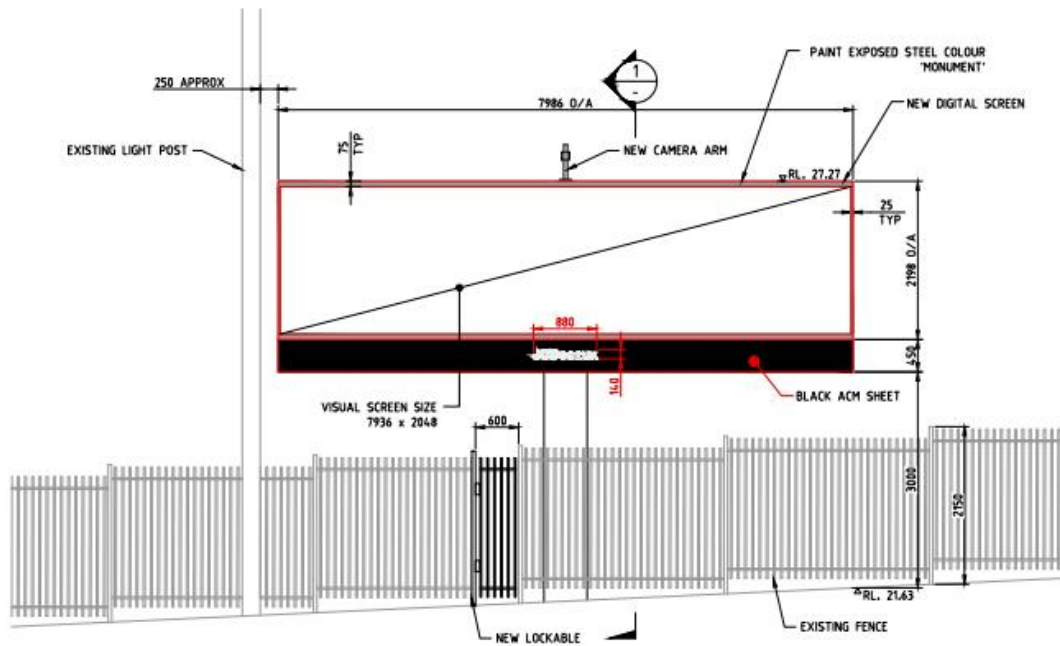 PAINT EXPOSED STEEL COLOUR
'MONUMENT'
1
-
250 APPROX
7986 O/A
NEW DIGITAL SCREEN
EXISTING LIGHT POST
75
TYP
NEW CAMERA ARM
RL. 27.27
25
TYP
2198 O/A
880
450
140
BLACK ACM SHEET
VISUAL SCREEN SIZE
7936 x 2048
600
3000
2150
RL. 21.63
EXISTING FENCE
NEW LOCKABLE